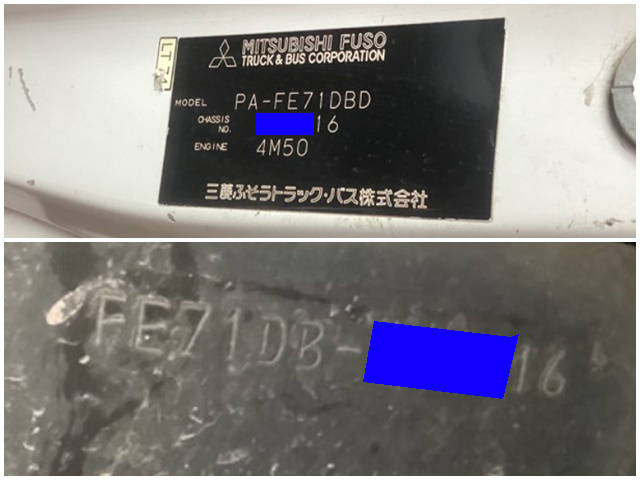 MITSUBISHI FUSO
TRUCK & BUS CORPORATION
MODEL PA-FE71DBD
CHASSIS NO. 16
ENGINE 4M50
三菱ふそうトラック・バス株式会社
FE71DB- 16